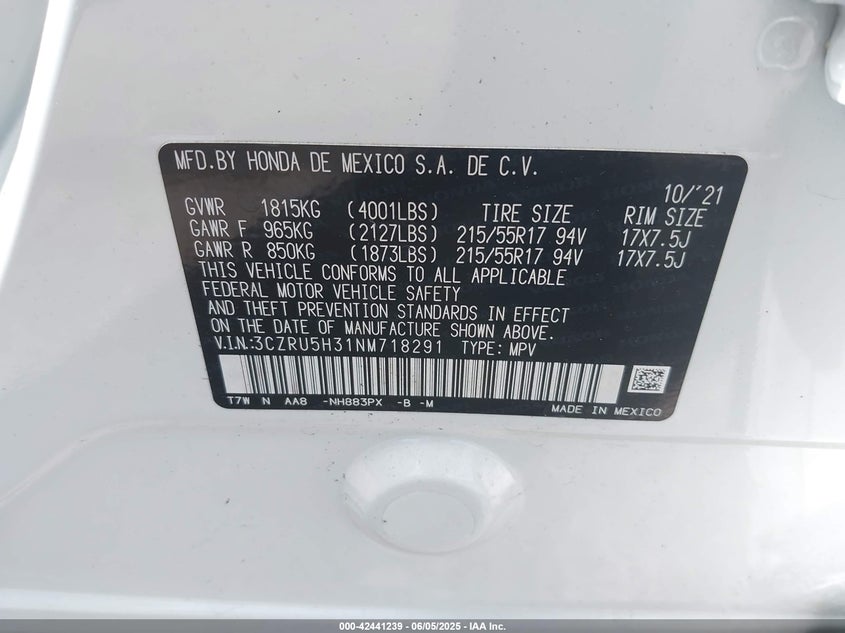 MFD.BY HONDA DE MEXICO S.A. DE C.V.
10/'21
GVWR 1815KG (4001LBS) TIRE SIZE RIM SIZE
GAWR F 965KG (2127LBS) 215/55R17 94V 17X7.5J
GAWR R 850KG (1873LBS) 215/55R17 94V 17X7.5J
THIS VEHICLE CONFORMS TO ALL APPLICABLE
FEDERAL MOTOR VEHICLE SAFETY
AND THEFT PREVENTION STANDARDS IN EFFECT
ON THE DATE OF MANUFACTURE SHOWN ABOVE.
V.I.N.:3CZRU5H31NM718291 TYPE: MPV
T7W N AA8 -NH883PX -B -M
MADE IN MEXICO
000-42441239 - 06/05/2025 - IAA Inc.